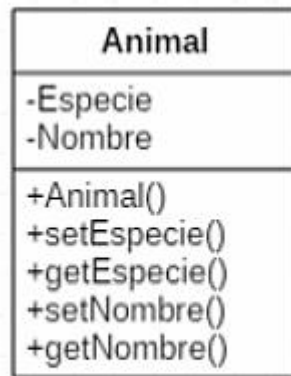 Animal
-Especie
-Nombre
+Animal()
+setEspecie()
+getEspecie()
+setNombre()
+getNombre()